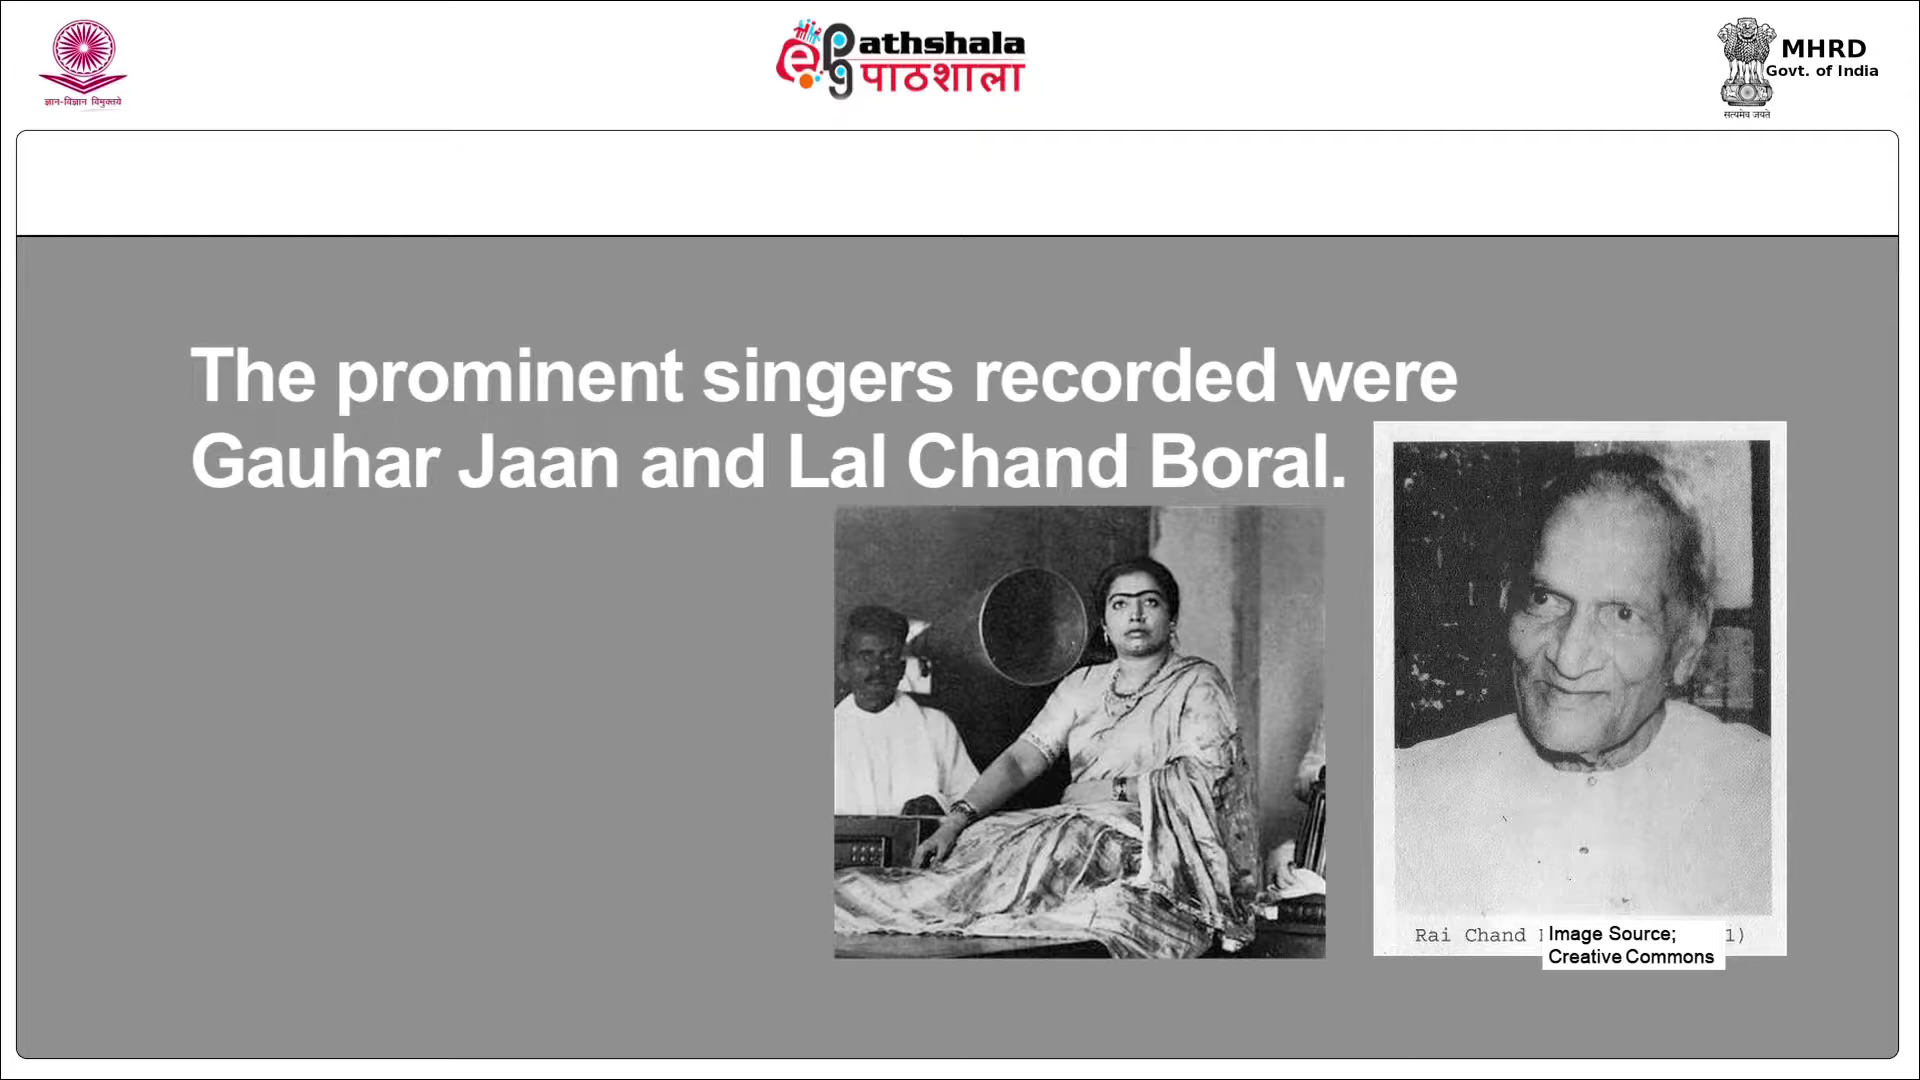 ज्ञान-विज्ञान विमुक्तये
epg athshala
पाठशाला
MHRD
Govt. of India
सत्यमेव जयते
The prominent singers recorded were
Gauhar Jaan and Lal Chand Boral.
Rai Chand
1)
Image Source;
Creative Commons